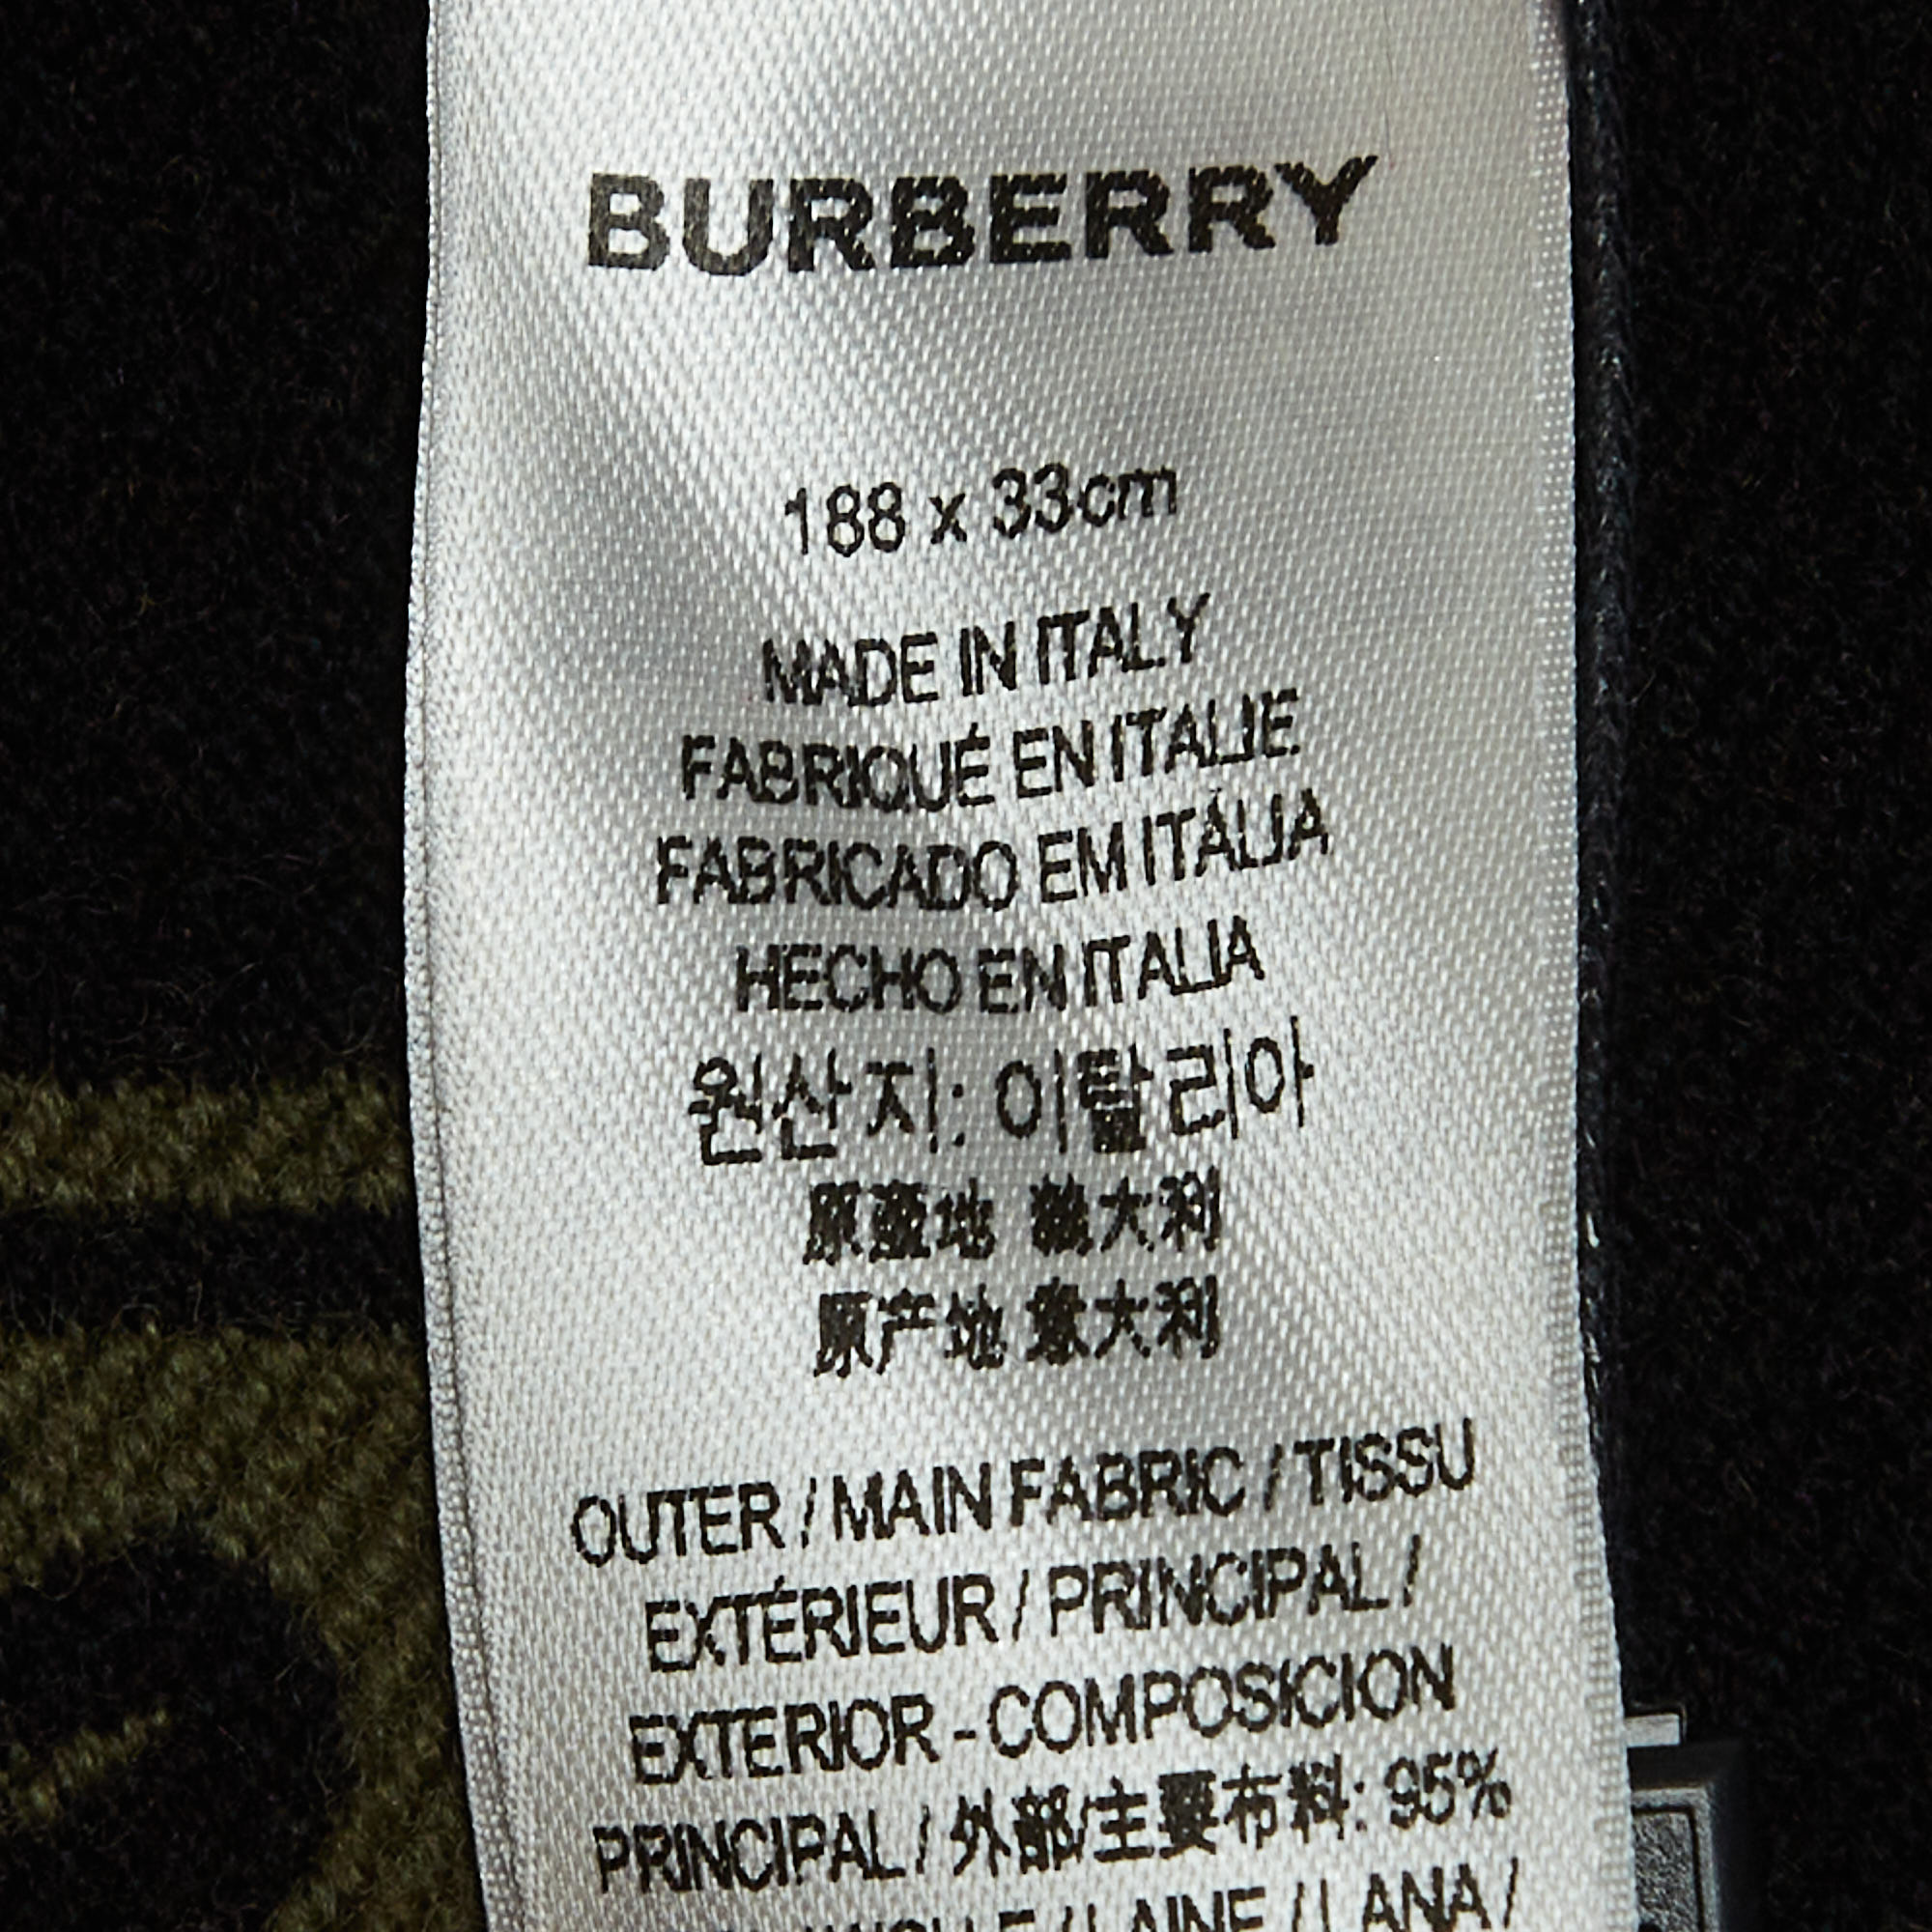 BURBERRY
188 x 33cm
MADE IN ITALY
FABRIQUÉ EN ITALIE
FABRICADO EM ITÁLIA
HECHO EN ITALIA
원산지: 이탈리아
原產地 義大利
原产地 意大利
OUTER / MAIN FABRIC / TISSU
EXTÉRIEUR / PRINCIPAL /
EXTERIOR - COMPOSICION
PRINCIPAL / 外部/主要布料: 95%
/ LAINE / LANA /